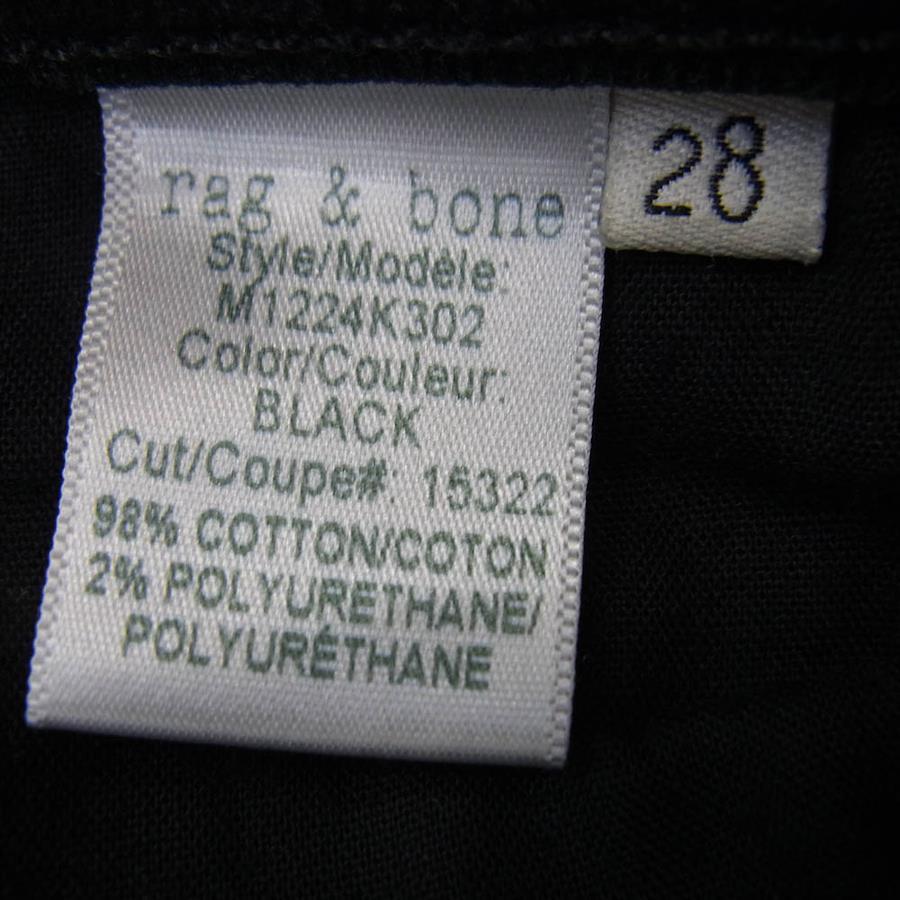 rag & bone
28
Style/Modèle:
M1224K302
Color/Couleur:
BLACK
Cut/Coupe#: 15322
98% COTTON/COTON
2% POLYURETHANE/
POLYURÉTHANE